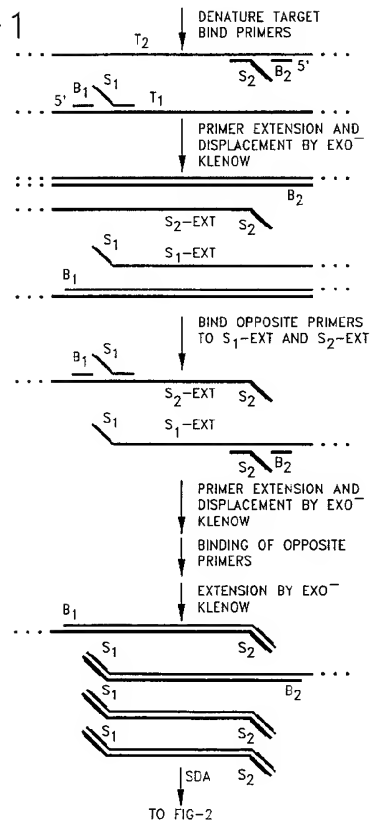 1
DENATURE TARGET
BIND PRIMERS
T2
S2 B2 5'
5' B1 S1 T1
PRIMER EXTENSION AND
DISPLACEMENT BY EXO⁻
KLENOW
B2
S2-EXT S2
S1 S1-EXT
B1
BIND OPPOSITE PRIMERS
TO S1-EXT AND S2-EXT
B1 S1
S2-EXT S2
S1 S1-EXT
S2 B2
PRIMER EXTENSION AND
DISPLACEMENT BY EXO⁻
KLENOW
BINDING OF OPPOSITE
PRIMERS
EXTENSION BY EXO⁻
KLENOW
B1
S1 S2
B2
S1
S1
S2
SDA
TO FIG-2